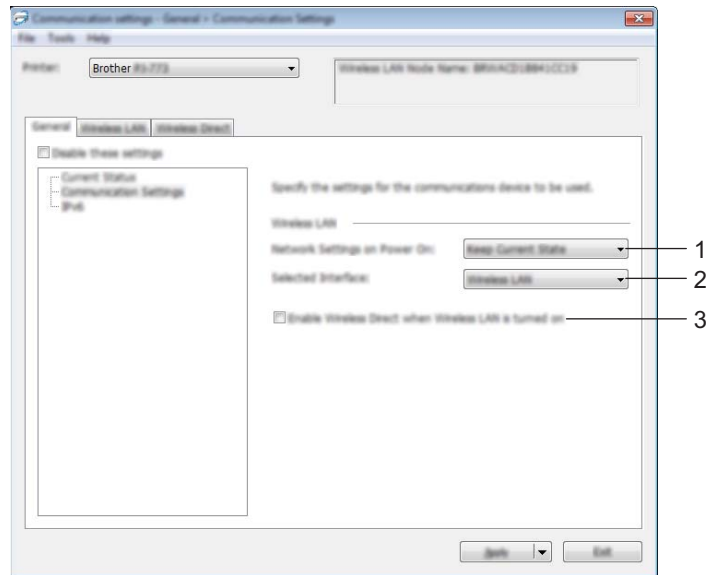 Communication settings - General > Communication Settings
File Tools Help
Printer:
Brother PJ-773
Wireless LAN Node Name:
General Wireless LAN Wireless Direct
Disable these settings
Current Status
Communication Settings
IPv6
Specify the settings for the communications device to be used.
Wireless LAN
Network Settings on Power On:
Keep Current State
1
Selected Interface:
Wireless LAN
2
Enable Wireless Direct when Wireless LAN is turned on
3
Apply
Exit